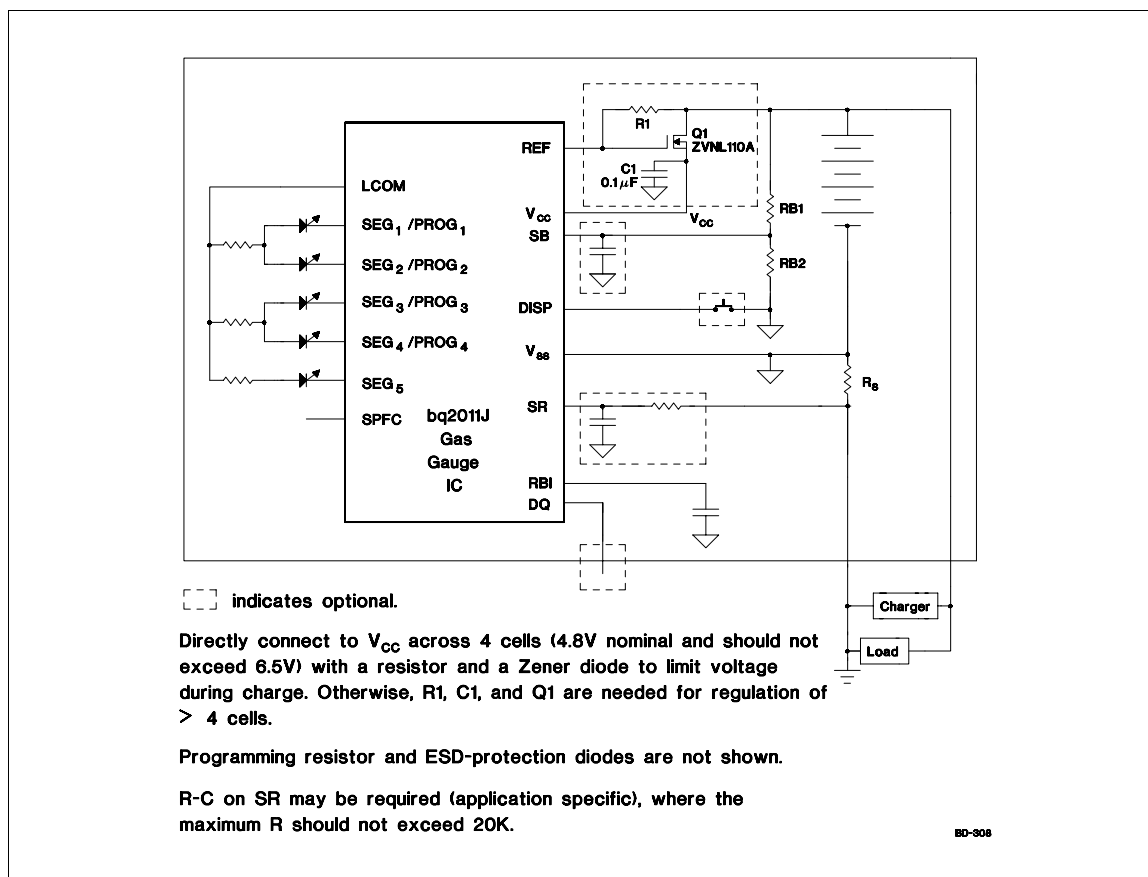 R1
Q1
ZVNL110A
C1
0.1µF
REF
LCOM
VCC
VCC
SB
RB1
RB2
SEG1/PROG1
SEG2/PROG2
SEG3/PROG3
SEG4/PROG4
SEG5
SPFC
DISP
VSS
RS
SR
bq2011J
Gas
Gauge
IC
RBI
DQ
Charger
Load
indicates optional.
Directly connect to VCC across 4 cells (4.8V nominal and should not
exceed 6.5V) with a resistor and a Zener diode to limit voltage
during charge. Otherwise, R1, C1, and Q1 are needed for regulation of
> 4 cells.
Programming resistor and ESD-protection diodes are not shown.
R-C on SR may be required (application specific), where the
maximum R should not exceed 20K.
BD-308